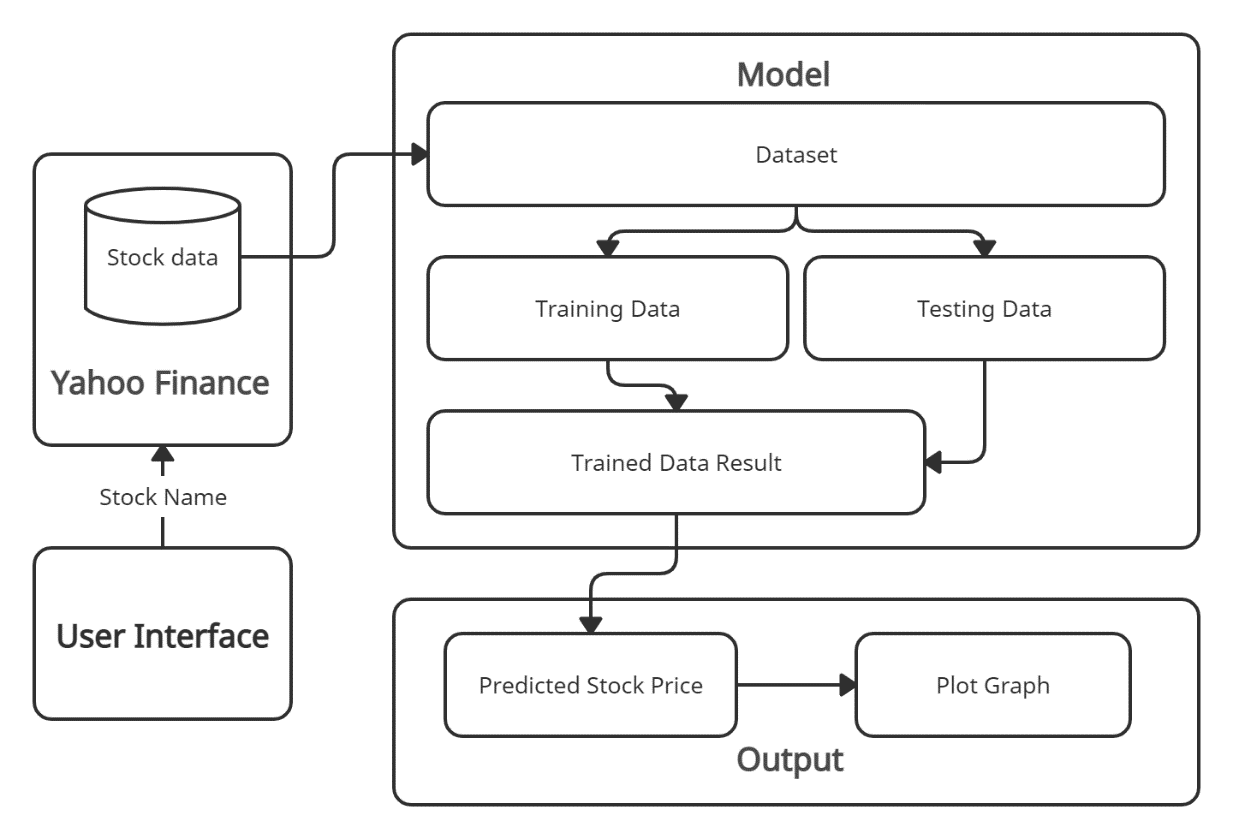 Model
Dataset
Stock data
Training Data
Testing Data
Yahoo Finance
Trained Data Result
Stock Name
User Interface
Predicted Stock Price
Plot Graph
Output